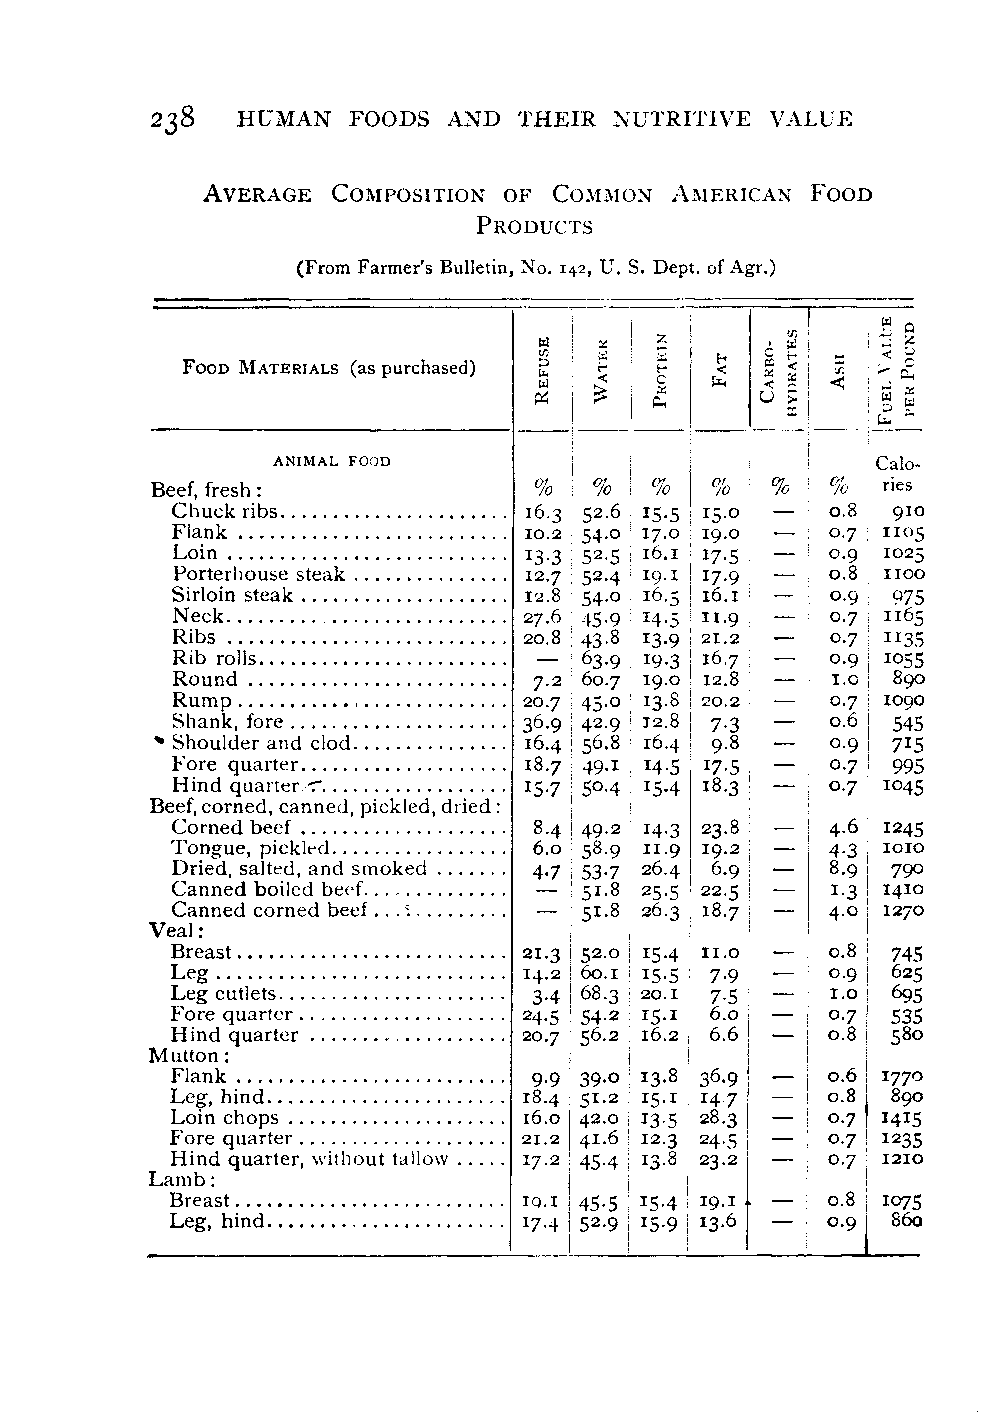 238 HUMAN FOODS AND THEIR NUTRITIVE VALUE
AVERAGE COMPOSITION OF COMMON AMERICAN FOOD
PRODUCTS
(From Farmer's Bulletin, No. 142, U. S. Dept. of Agr.)
FOOD MATERIALS (as purchased) REFUSE WATER PROTEIN FAT CARBO-HYDRATES ASH FUEL VALUE PER POUND
ANIMAL FOOD Calo-
Beef, fresh: % % % % % % ries
Chuck ribs 16.3 52.6 15.5 15.0 — 0.8 910
Flank 10.2 54.0 17.0 19.0 — 0.7 1105
Loin 13.3 52.5 16.1 17.5 — 0.9 1025
Porterhouse steak 12.7 52.4 19.1 17.9 — 0.8 1100
Sirloin steak 12.8 54.0 16.5 16.1 — 0.9 975
Neck 27.6 45.9 14.5 11.9 — 0.7 1165
Ribs 20.8 43.8 13.9 21.2 — 0.7 1135
Rib rolls — 63.9 19.3 16.7 — 0.9 1055
Round 7.2 60.7 19.0 12.8 — 1.0 890
Rump 20.7 45.0 13.8 20.2 — 0.7 1090
Shank, fore 36.9 42.9 12.8 7.3 — 0.6 545
Shoulder and clod 16.4 56.8 16.4 9.8 — 0.9 715
Fore quarter 18.7 49.1 14.5 17.5 — 0.7 995
Hind quarter 15.7 50.4 15.4 18.3 — 0.7 1045
Beef, corned, canned, pickled, dried:
Corned beef 8.4 49.2 14.3 23.8 — 4.6 1245
Tongue, pickled 6.0 58.9 11.9 19.2 — 4.3 1010
Dried, salted, and smoked 4.7 53.7 26.4 6.9 — 8.9 790
Canned boiled beef — 51.8 25.5 22.5 — 1.3 1410
Canned corned beef — 51.8 26.3 18.7 — 4.0 1270
Veal:
Breast 21.3 52.0 15.4 11.0 — 0.8 745
Leg 14.2 60.1 15.5 7.9 — 0.9 625
Leg cutlets 3.4 68.3 20.1 7.5 — 1.0 695
Fore quarter 24.5 54.2 15.1 6.0 — 0.7 535
Hind quarter 20.7 56.2 16.2 6.6 — 0.8 580
Mutton:
Flank 9.9 39.0 13.8 36.9 — 0.6 1770
Leg, hind 18.4 51.2 15.1 14.7 — 0.8 890
Loin chops 16.0 42.0 13.5 28.3 — 0.7 1415
Fore quarter 21.2 41.6 12.3 24.5 — 0.7 1235
Hind quarter, without tallow 17.2 45.4 13.8 23.2 — 0.7 1210
Lamb:
Breast 19.1 45.5 15.4 19.1 — 0.8 1075
Leg, hind 17.4 52.9 15.9 13.6 — 0.9 860